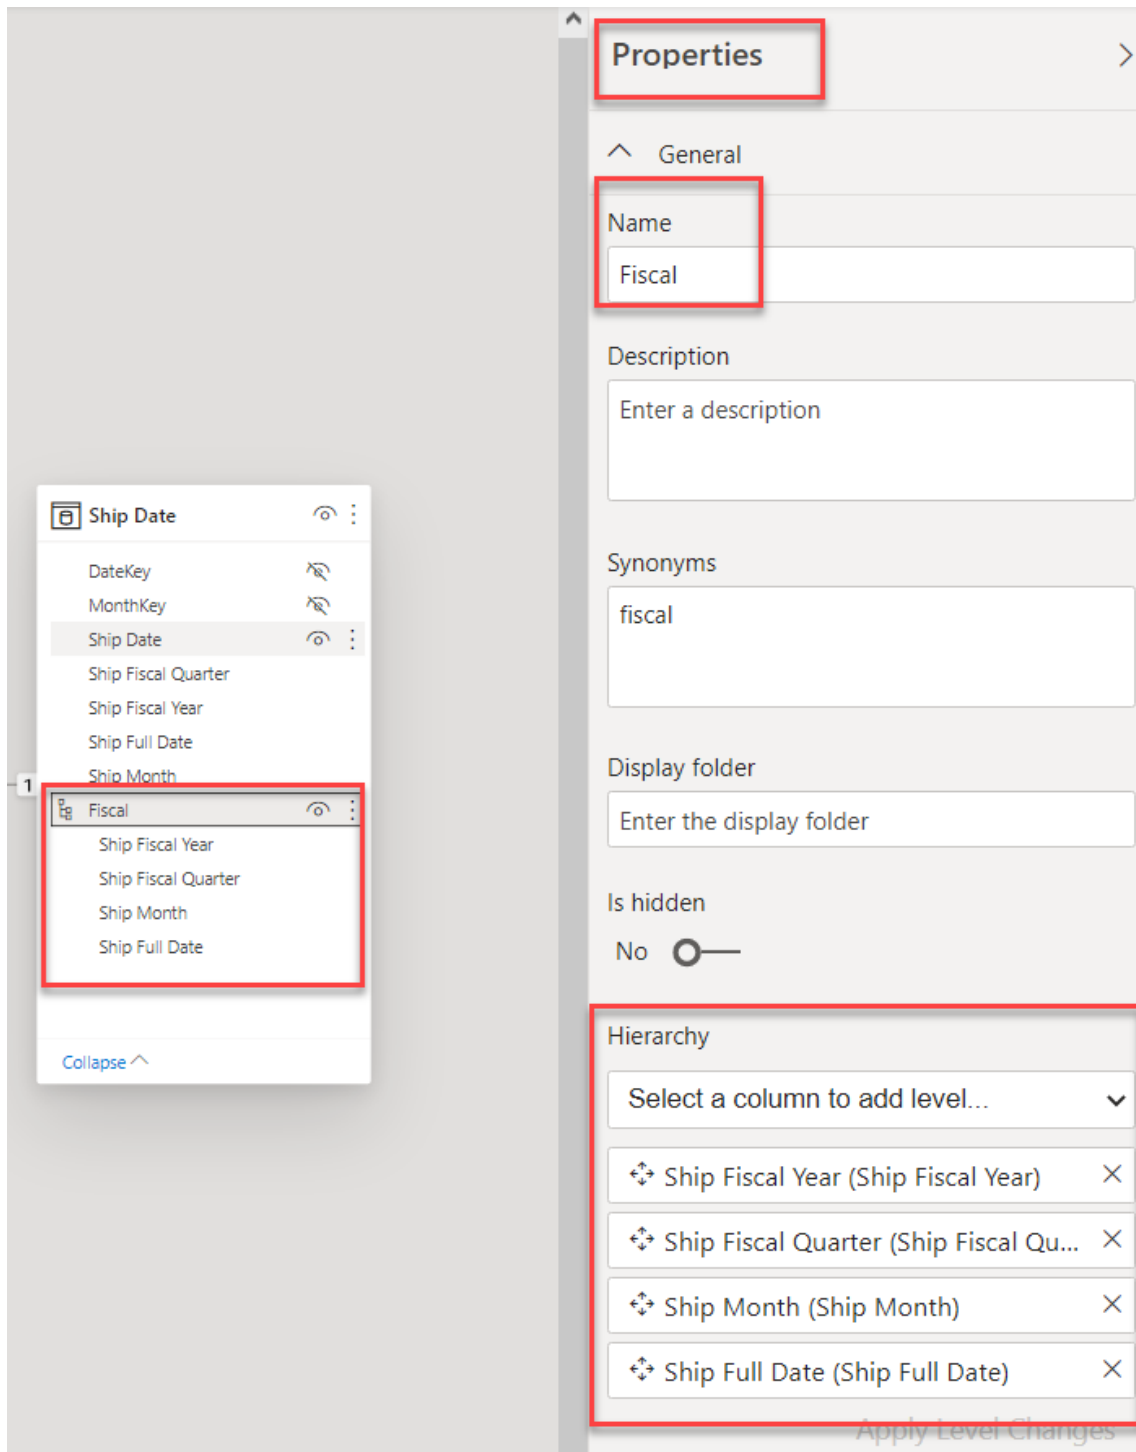 Ship Date
DateKey
MonthKey
Ship Date
Ship Fiscal Quarter
Ship Fiscal Year
Ship Full Date
Ship Month
1
Fiscal
Ship Fiscal Year
Ship Fiscal Quarter
Ship Month
Ship Full Date
Collapse
Properties
General
Name
Fiscal
Description
Enter a description
Synonyms
fiscal
Display folder
Enter the display folder
Is hidden
No
Hierarchy
Select a column to add level...
Ship Fiscal Year (Ship Fiscal Year)
Ship Fiscal Quarter (Ship Fiscal Qu...
Ship Month (Ship Month)
Ship Full Date (Ship Full Date)
Apply Level Changes